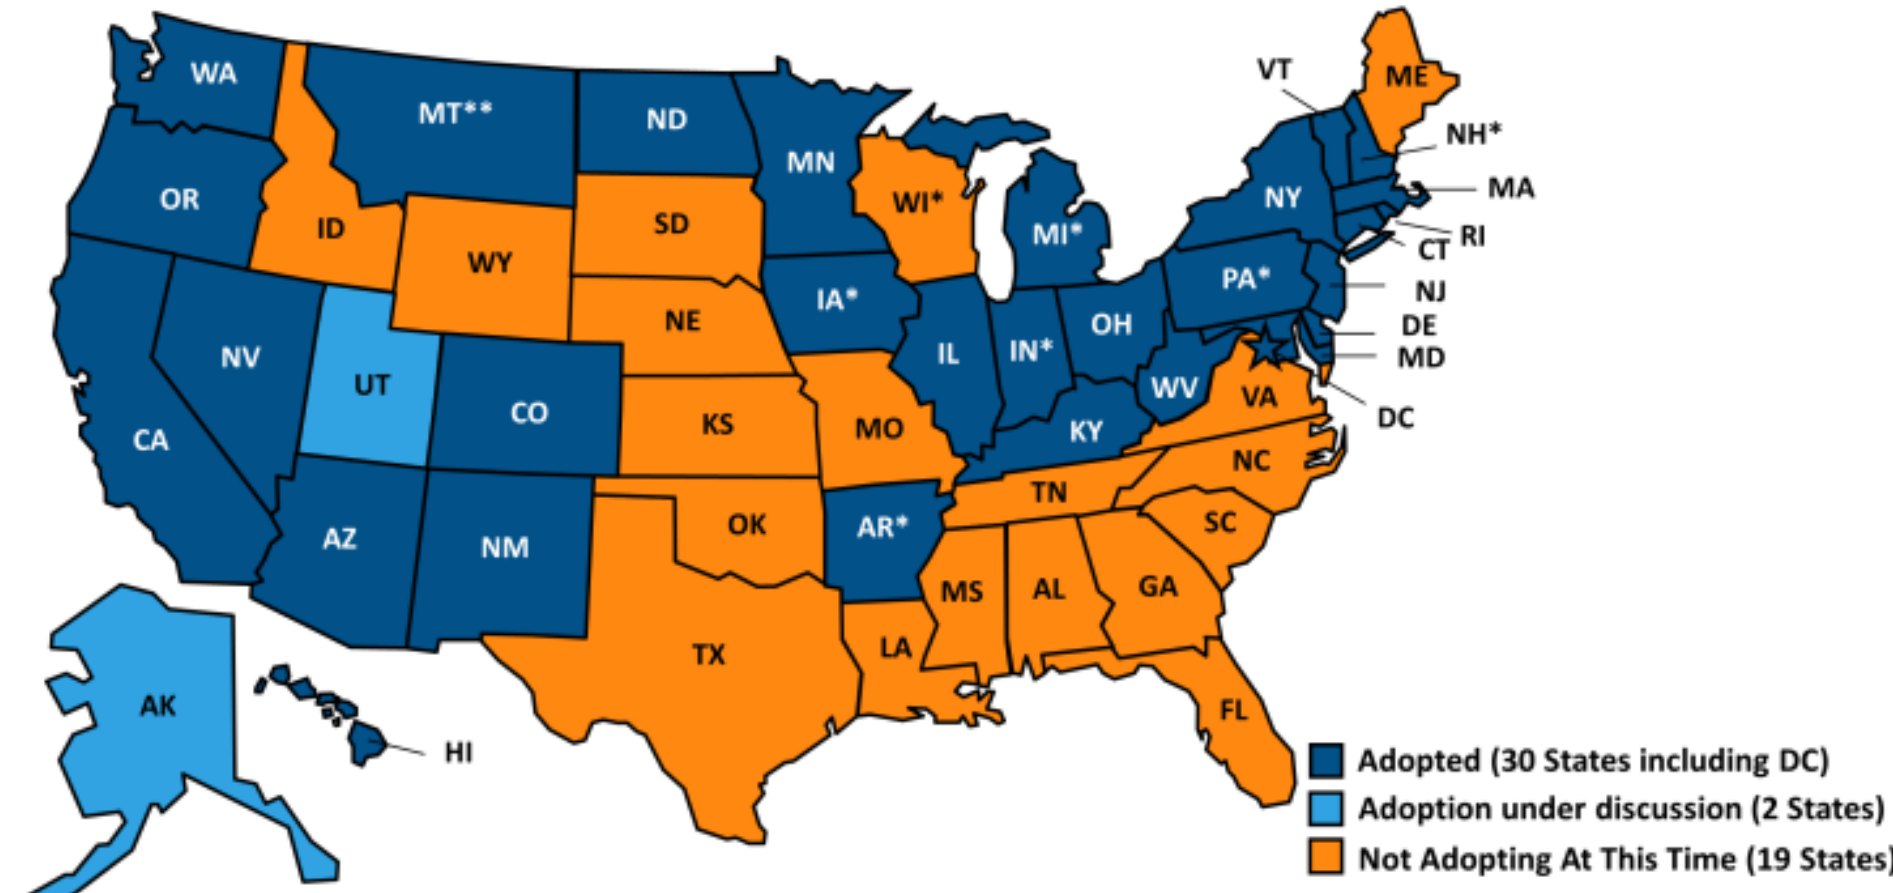 WA
MT**
ND
MN
VT
ME
NH*
MA
RI
CT
OR
ID
WY
SD
WI*
MI*
NY
PA*
NJ
DE
MD
DC
NV
UT
CO
NE
IA*
IL
IN*
OH
WV
VA
CA
KS
MO
KY
NC
TN
AZ
NM
OK
AR*
SC
MS
AL
GA
TX
LA
FL
AK
HI
Adopted (30 States including DC)
Adoption under discussion (2 States)
Not Adopting At This Time (19 States)